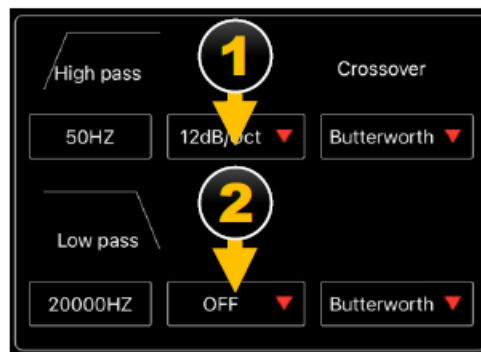 1
High pass
Crossover
50HZ
12dB/Oct
Butterworth
2
Low pass
20000HZ
OFF
Butterworth